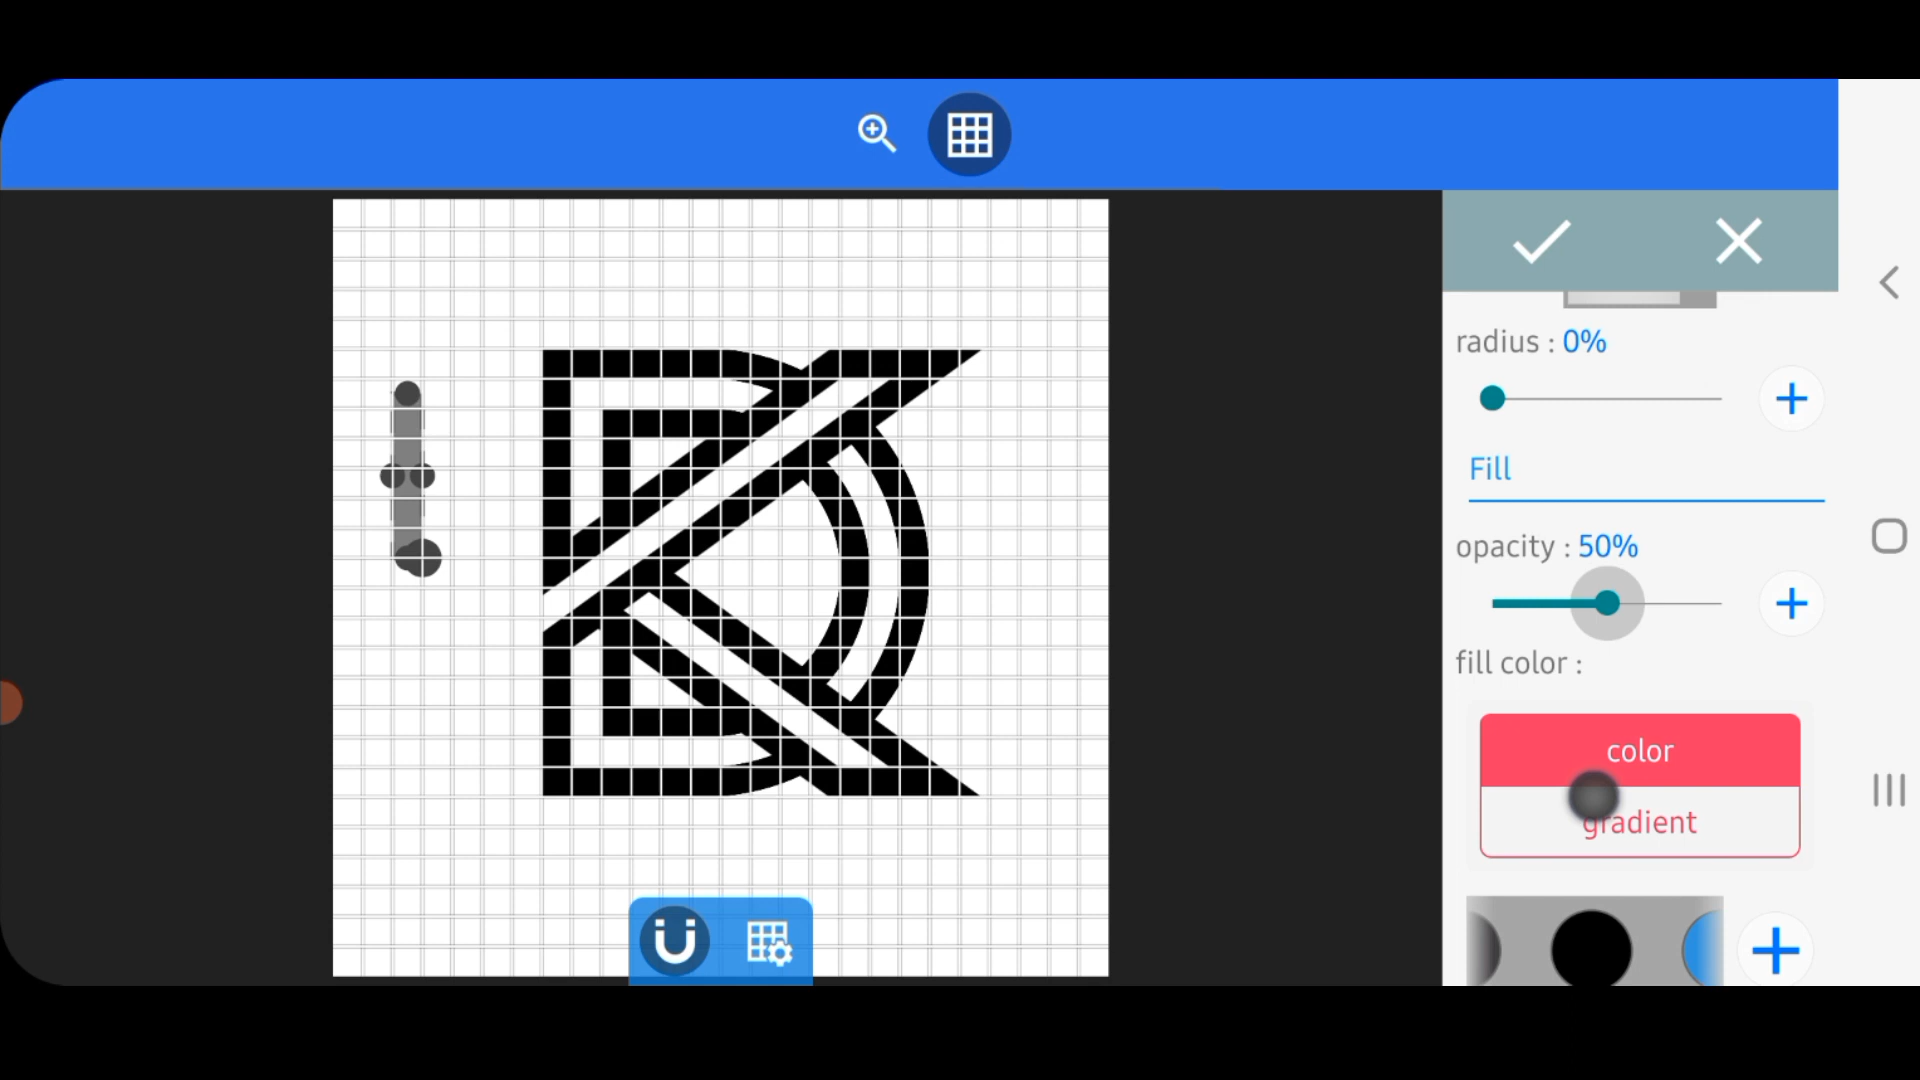 radius : 0%
Fill
opacity : 50%
fill color :
color
gradient